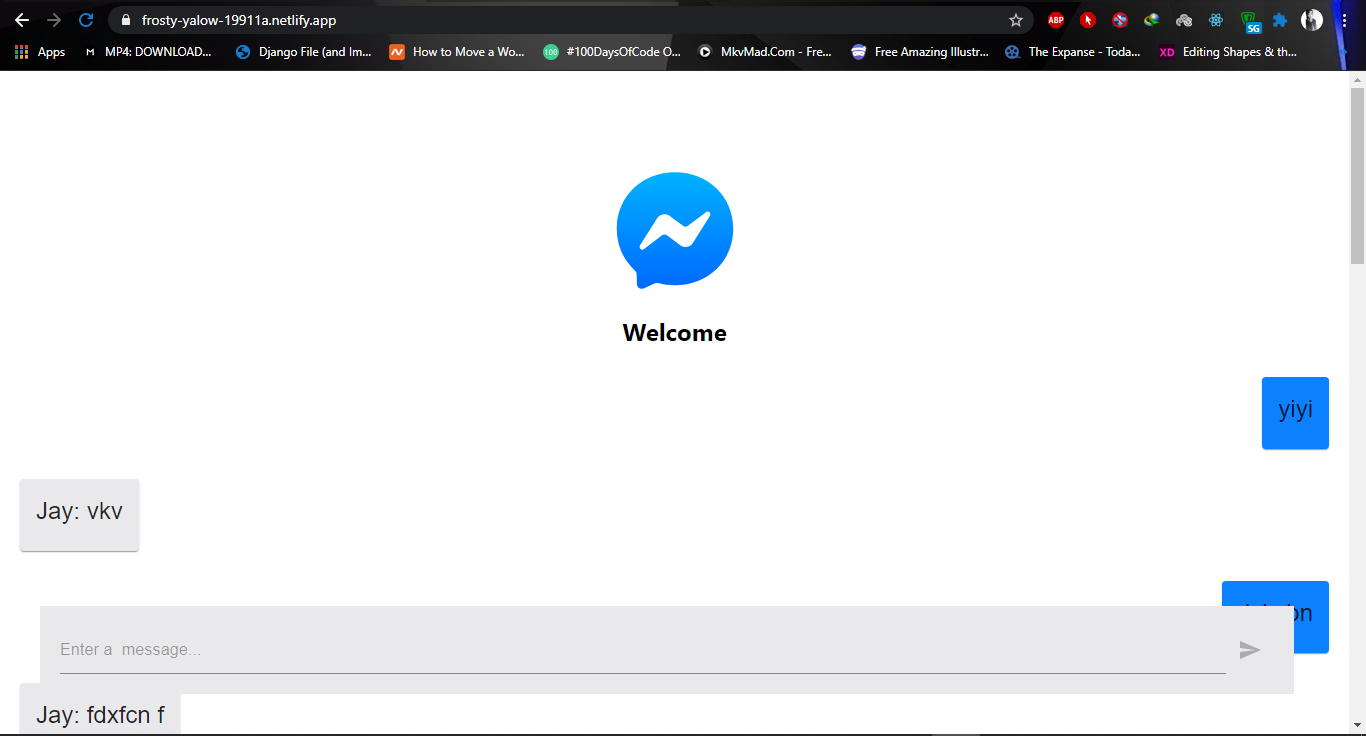 frosty-yalow-19911a.netlify.app
ABP
SG
Apps
M MP4: DOWNLOAD...
Django File (and Im...
How to Move a Wo...
100 #100DaysOfCode O...
MkvMad.Com - Fre...
Free Amazing Illustr...
The Expanse - Toda...
XD Editing Shapes & th...
Welcome
yiyi
Jay: vkv
Enter a  message...
Jay: fdxfcn f